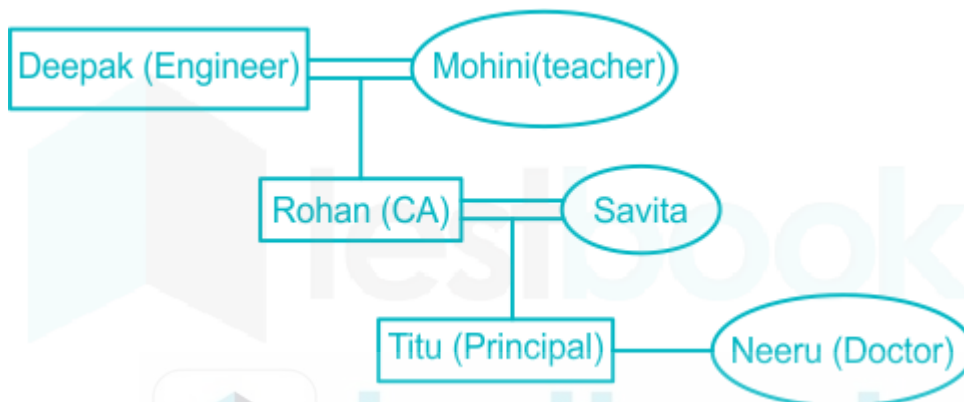 Deepak (Engineer) Mohini(teacher)
Rohan (CA) Savita
Titu (Principal) Neeru (Doctor)